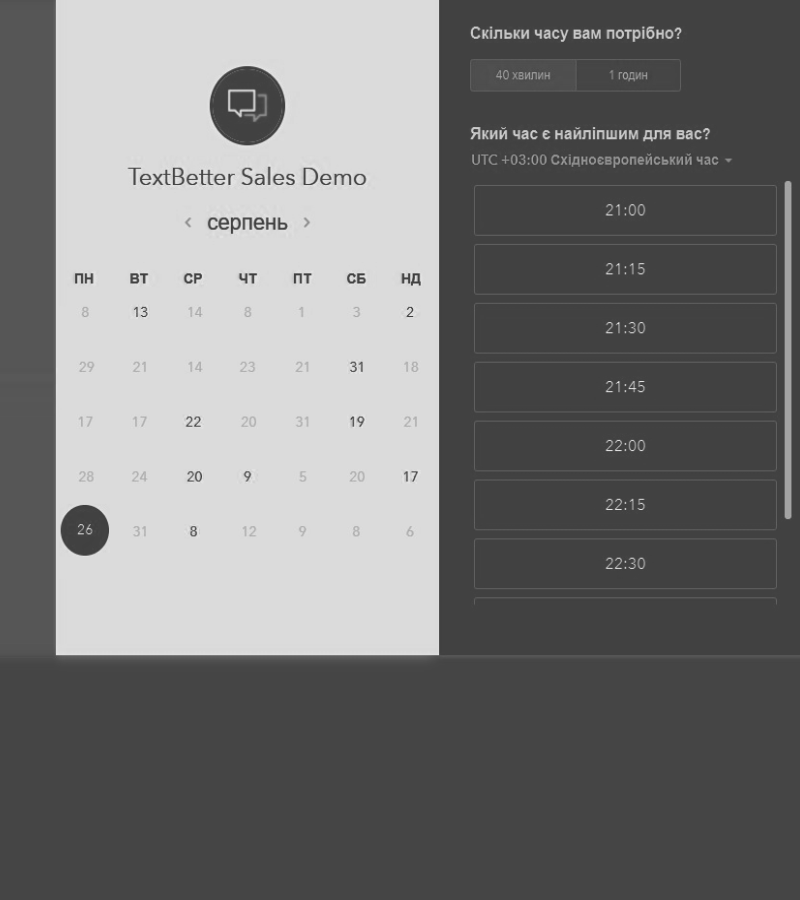 TextBetter Sales Demo
серпень
ПН ВТ СР ЧТ ПТ СБ НД
8 13 14 8 1 3 2
29 21 14 23 21 31 18
17 17 22 20 31 19 21
28 24 20 9 5 20 17
26 31 8 12 9 8 6
Скільки часу вам потрібно?
40 хвилин 1 годин
Який час є найліпшим для вас?
UTC +03:00 Східноєвропейський час
21:00
21:15
21:30
21:45
22:00
22:15
22:30